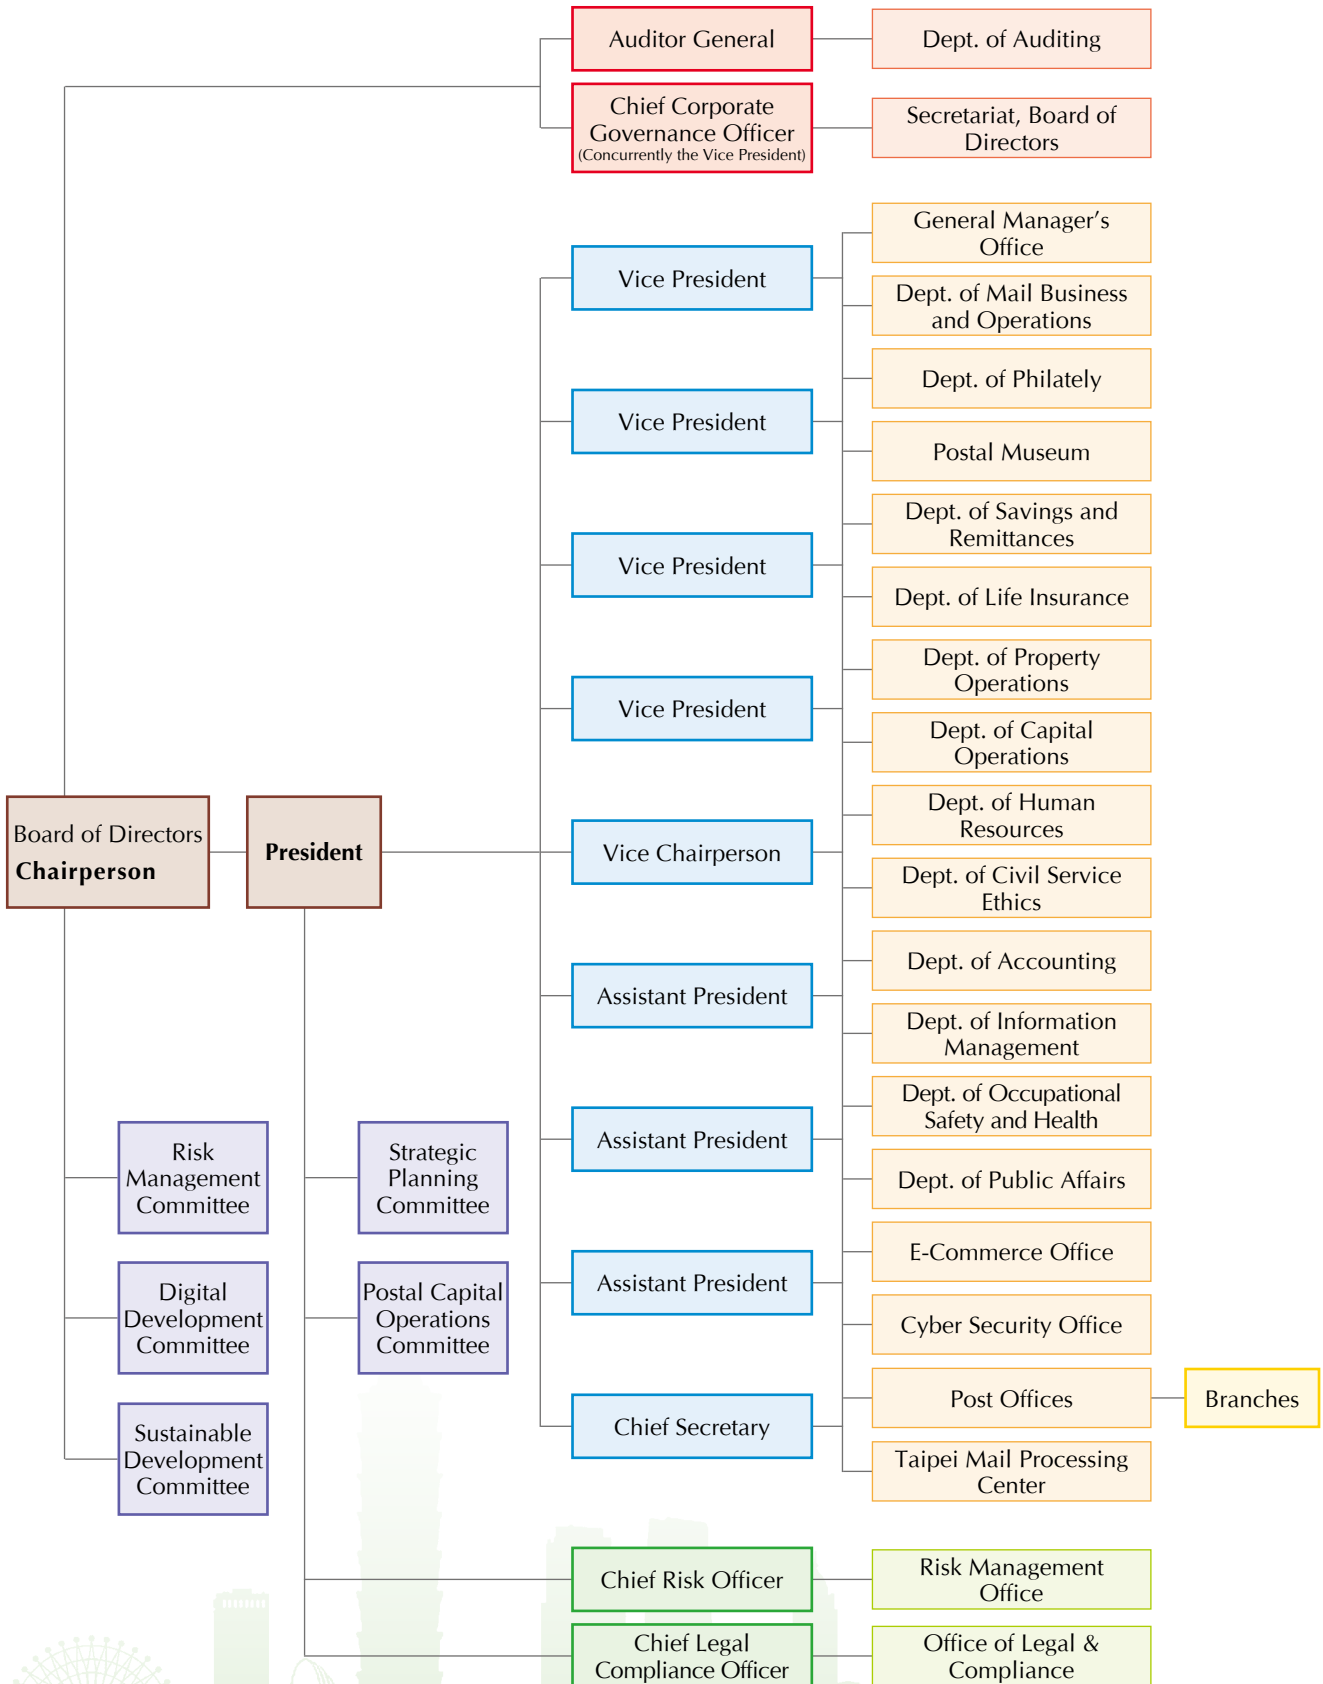 Auditor General
Dept. of Auditing
Chief Corporate
Governance Officer
(Concurrently the Vice President)
Secretariat, Board of
Directors
General Manager’s
Office
Vice President
Dept. of Mail Business
and Operations
Dept. of Philately
Vice President
Postal Museum
Dept. of Savings and
Remittances
Vice President
Dept. of Life Insurance
Dept. of Property
Operations
Vice President
Dept. of Capital
Operations
Board of Directors
Chairperson
President
Vice Chairperson
Dept. of Human
Resources
Dept. of Civil Service
Ethics
Dept. of Accounting
Assistant President
Dept. of Information
Management
Dept. of Occupational
Safety and Health
Assistant President
Dept. of Public Affairs
Risk
Management
Committee
Strategic
Planning
Committee
E-Commerce Office
Assistant President
Cyber Security Office
Digital
Development
Committee
Postal Capital
Operations
Committee
Post Offices
Branches
Chief Secretary
Taipei Mail Processing
Center
Sustainable
Development
Committee
Chief Risk Officer
Risk Management
Office
Chief Legal
Compliance Officer
Office of Legal &
Compliance